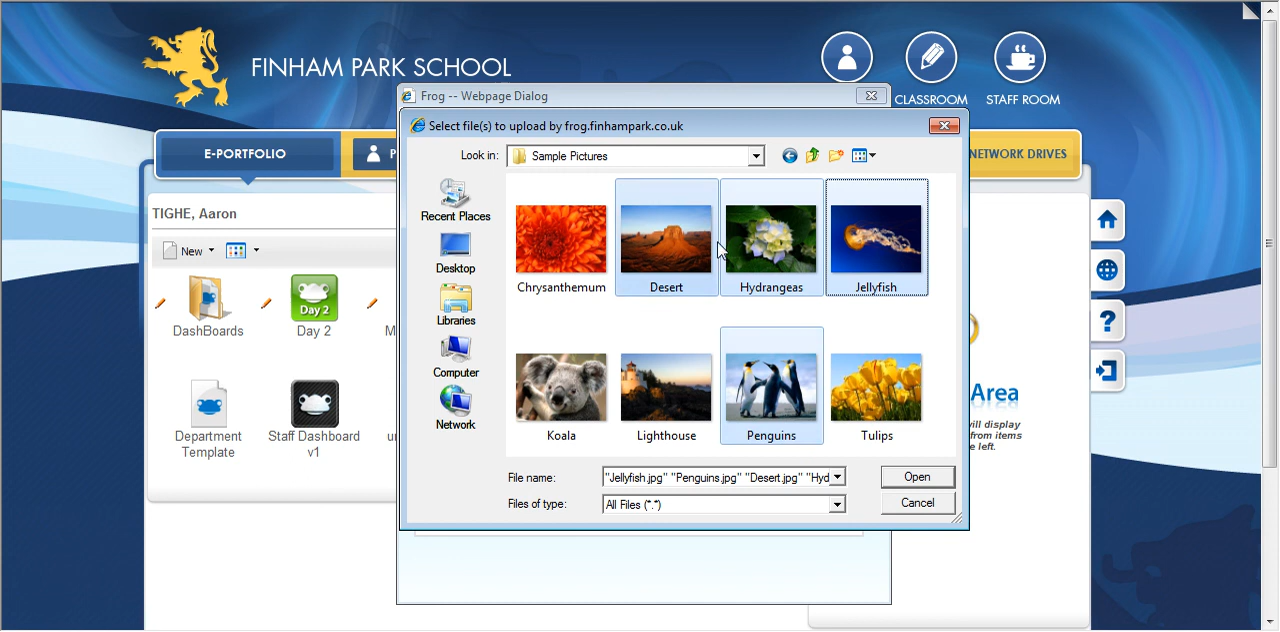 FINHAM PARK SCHOOL
CLASSROOM
STAFF ROOM
Frog -- Webpage Dialog
Select file(s) to upload by frog.finhampark.co.uk
E-PORTFOLIO
P
NETWORK DRIVES
Look in:
Sample Pictures
TIGHE, Aaron
New
Recent Places
Desktop
Libraries
Computer
Network
Chrysanthemum
Desert
Hydrangeas
Jellyfish
Koala
Lighthouse
Penguins
Tulips
DashBoards
Day 2
Day 2
M
Department
Template
Staff Dashboard
v1
Area
will display
from items
e left.
File name:
"Jellyfish.jpg" "Penguins.jpg" "Desert.jpg" "Hyd
Open
Files of type:
All Files (*.*)
Cancel